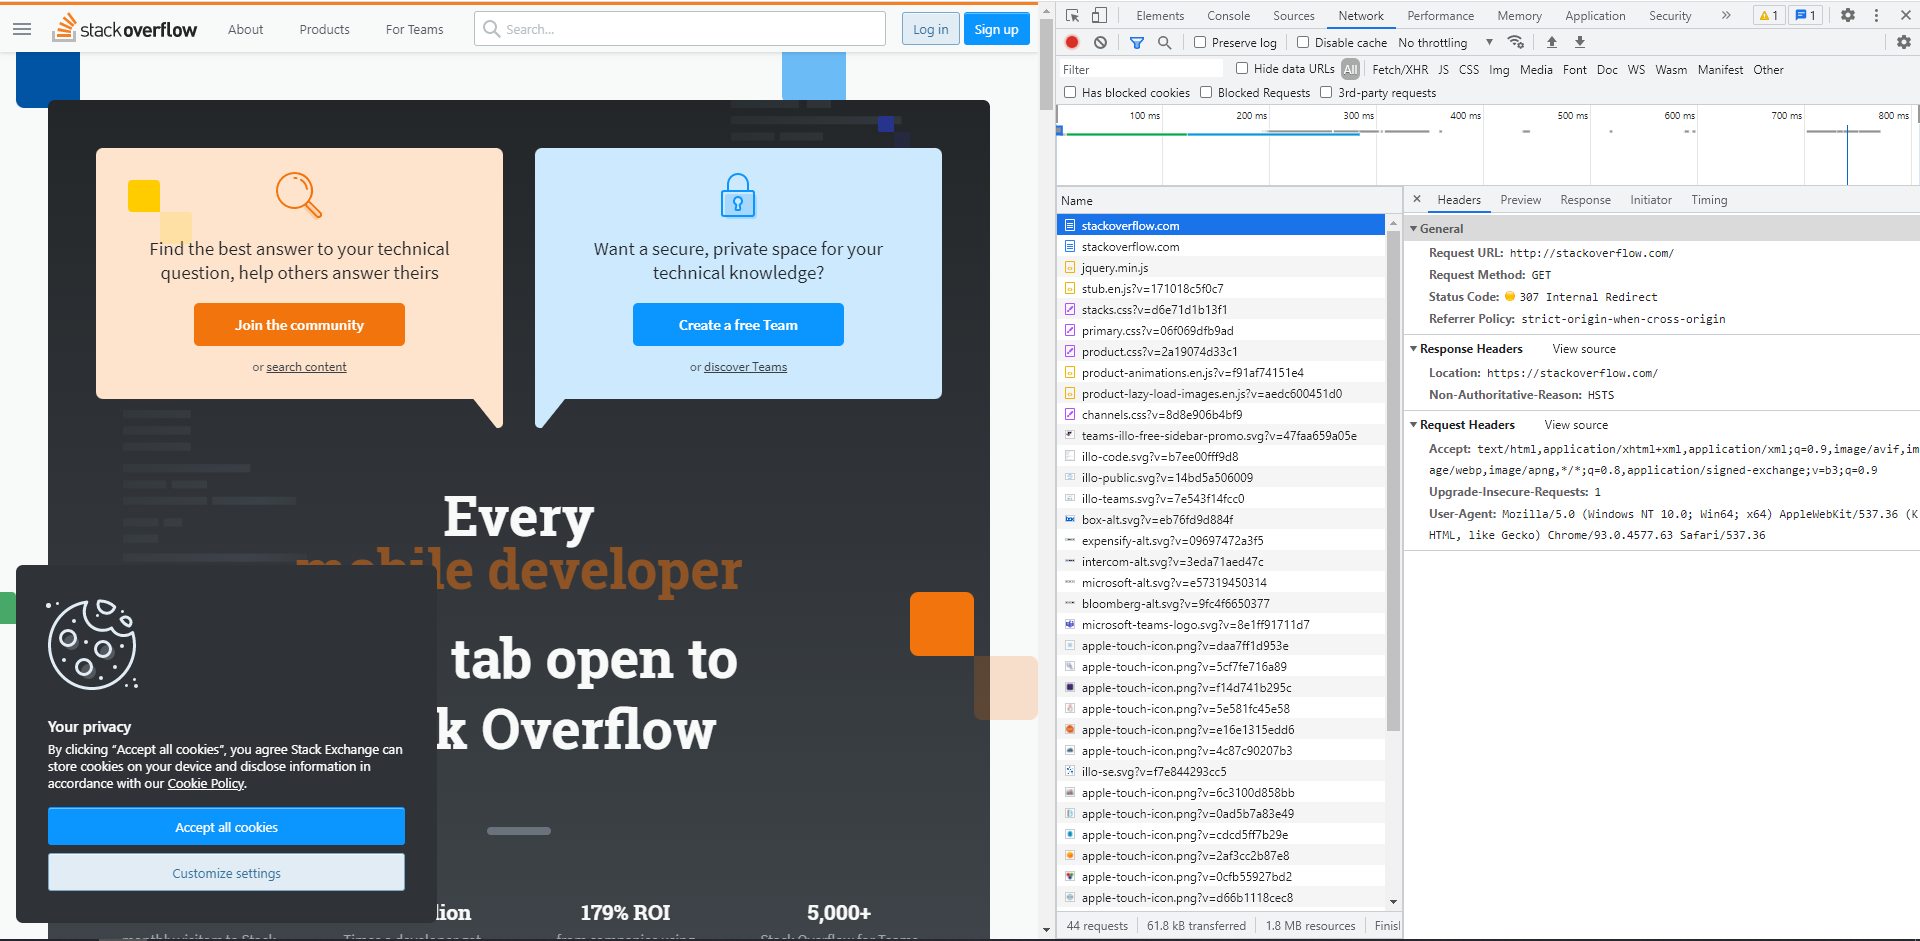 stackoverflow
About
Products
For Teams
Search...
Log in
Sign up
Find the best answer to your technical
question, help others answer theirs
Join the community
or search content
Want a secure, private space for your
technical knowledge?
Create a free Team
or discover Teams
Every
mobile developer
tab open to
k Overflow
Your privacy
By clicking “Accept all cookies”, you agree Stack Exchange can
store cookies on your device and disclose information in
accordance with our Cookie Policy.
Accept all cookies
Customize settings
lion
179% ROI
5,000+
Elements
Console
Sources
Network
Performance
Memory
Application
Security
»
1
1
Preserve log
Disable cache
No throttling
Filter
Hide data URLs
All
Fetch/XHR
JS
CSS
Img
Media
Font
Doc
WS
Wasm
Manifest
Other
Has blocked cookies
Blocked Requests
3rd-party requests
100 ms
200 ms
300 ms
400 ms
500 ms
600 ms
700 ms
800 ms
Name
stackoverflow.com
stackoverflow.com
jquery.min.js
stub.en.js?v=171018c5f0c7
stacks.css?v=d6e71d1b13f1
primary.css?v=06f069dfb9ad
product.css?v=2a19074d33c1
product-animations.en.js?v=f91af74151e4
product-lazy-load-images.en.js?v=aedc600451d0
channels.css?v=8d8e906b4bf9
teams-illo-free-sidebar-promo.svg?v=47faa659a05e
illo-code.svg?v=b7ee00fff9d8
illo-public.svg?v=14bd5a506009
illo-teams.svg?v=7e543f14fcc0
box-alt.svg?v=eb76fd9d884f
expensify-alt.svg?v=09697472a3f5
intercom-alt.svg?v=3eda71aed47c
microsoft-alt.svg?v=e57319450314
bloomberg-alt.svg?v=9fc4f6650377
microsoft-teams-logo.svg?v=8e1ff91711d7
apple-touch-icon.png?v=daa7ff1d953e
apple-touch-icon.png?v=5cf7fe716a89
apple-touch-icon.png?v=f14d741b295c
apple-touch-icon.png?v=5e581fc45e58
apple-touch-icon.png?v=e16e1315edd6
apple-touch-icon.png?v=4c87c90207b3
illo-se.svg?v=f7e844293cc5
apple-touch-icon.png?v=6c3100d858bb
apple-touch-icon.png?v=0ad5b7a83e49
apple-touch-icon.png?v=cdcd5ff7b29e
apple-touch-icon.png?v=2af3cc2b87e8
apple-touch-icon.png?v=0cfb55927bd2
apple-touch-icon.png?v=d66b1118cec8
44 requests
61.8 kB transferred
1.8 MB resources
Finisl
Headers
Preview
Response
Initiator
Timing
General
Request URL: http://stackoverflow.com/
Request Method: GET
Status Code: 307 Internal Redirect
Referrer Policy: strict-origin-when-cross-origin
Response Headers
View source
Location: https://stackoverflow.com/
Non-Authoritative-Reason: HSTS
Request Headers
View source
Accept: text/html,application/xhtml+xml,application/xml;q=0.9,image/avif,im
age/webp,image/apng,*/*;q=0.8,application/signed-exchange;v=b3;q=0.9
Upgrade-Insecure-Requests: 1
User-Agent: Mozilla/5.0 (Windows NT 10.0; Win64; x64) AppleWebKit/537.36 (K
HTML, like Gecko) Chrome/93.0.4577.63 Safari/537.36